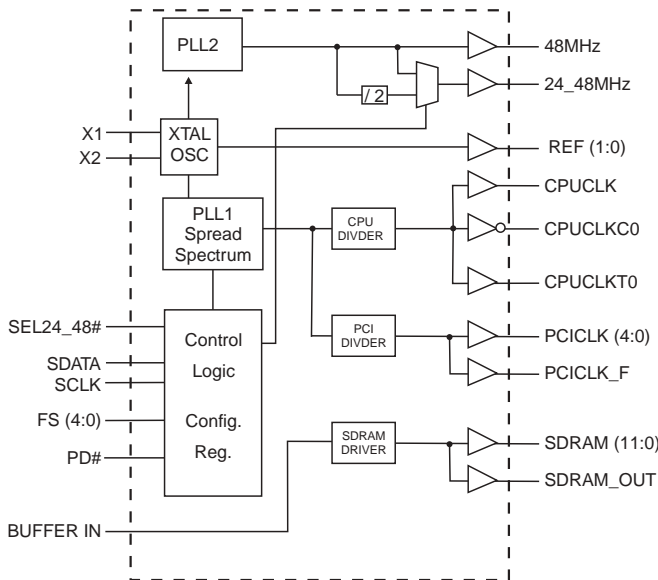 PLL2
48MHz
/ 2
24_48MHz
X1
X2
XTAL
OSC
REF (1:0)
CPUCLK
PLL1
Spread
Spectrum
CPU
DIVDER
CPUCLKC0
CPUCLKT0
SEL24_48#
SDATA
SCLK
FS (4:0)
PD#
Control
Logic
Config.
Reg.
PCI
DIVDER
PCICLK (4:0)
PCICLK_F
SDRAM
DRIVER
SDRAM (11:0)
SDRAM_OUT
BUFFER IN